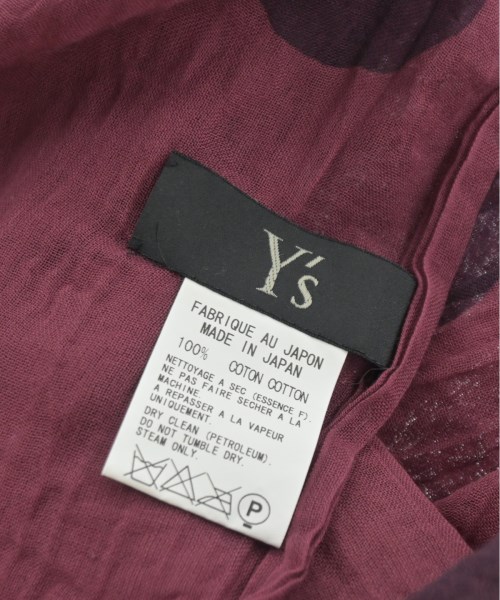 Y's
FABRIQUE AU JAPON
MADE IN JAPAN
100% COTON COTTON
NETTOYAGE A SEC (ESSENCE F).
NE PAS FAIRE SECHER A LA
MACHINE.
A REPASSER A LA VAPEUR
UNIQUEMENT.
DRY CLEAN (PETROLEUM).
DO NOT TUMBLE DRY.
STEAM ONLY.
P